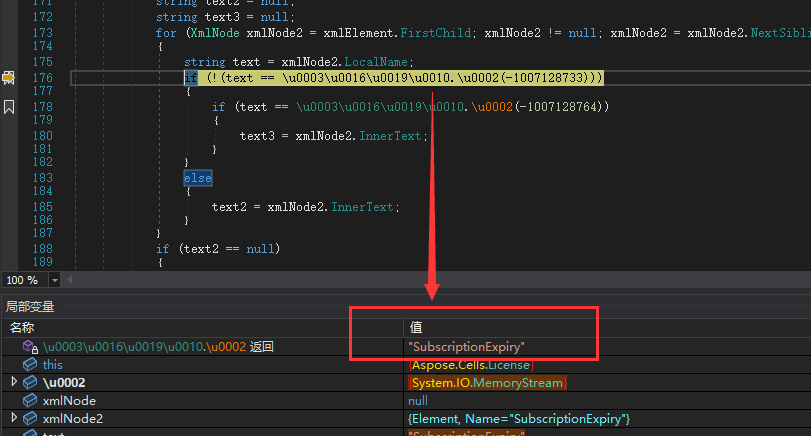 171 string text2 = null;
172 string text3 = null;
173 for (XmlNode xmlNode2 = xmlElement.FirstChild; xmlNode2 != null; xmlNode2 = xmlNode2.NextSibli
174 {
175 string text = xmlNode2.LocalName;
176 if (!(text == \u0003\u0016\u0019\u0010.\u0002(-1007128733)))
177 {
178 if (text == \u0003\u0016\u0019\u0010.\u0002(-1007128764))
179 {
180 text3 = xmlNode2.InnerText;
181 }
182 }
183 else
184 {
185 text2 = xmlNode2.InnerText;
186 }
187 }
188 if (text2 == null)
189 {
100 %
局部变量
名称 值
\u0003\u0016\u0019\u0010.\u0002 返回 "SubscriptionExpiry"
this {Aspose.Cells.License}
\u0002 {System.IO.MemoryStream}
xmlNode null
xmlNode2 {Element, Name="SubscriptionExpiry"}
text "SubscriptionExpiry"